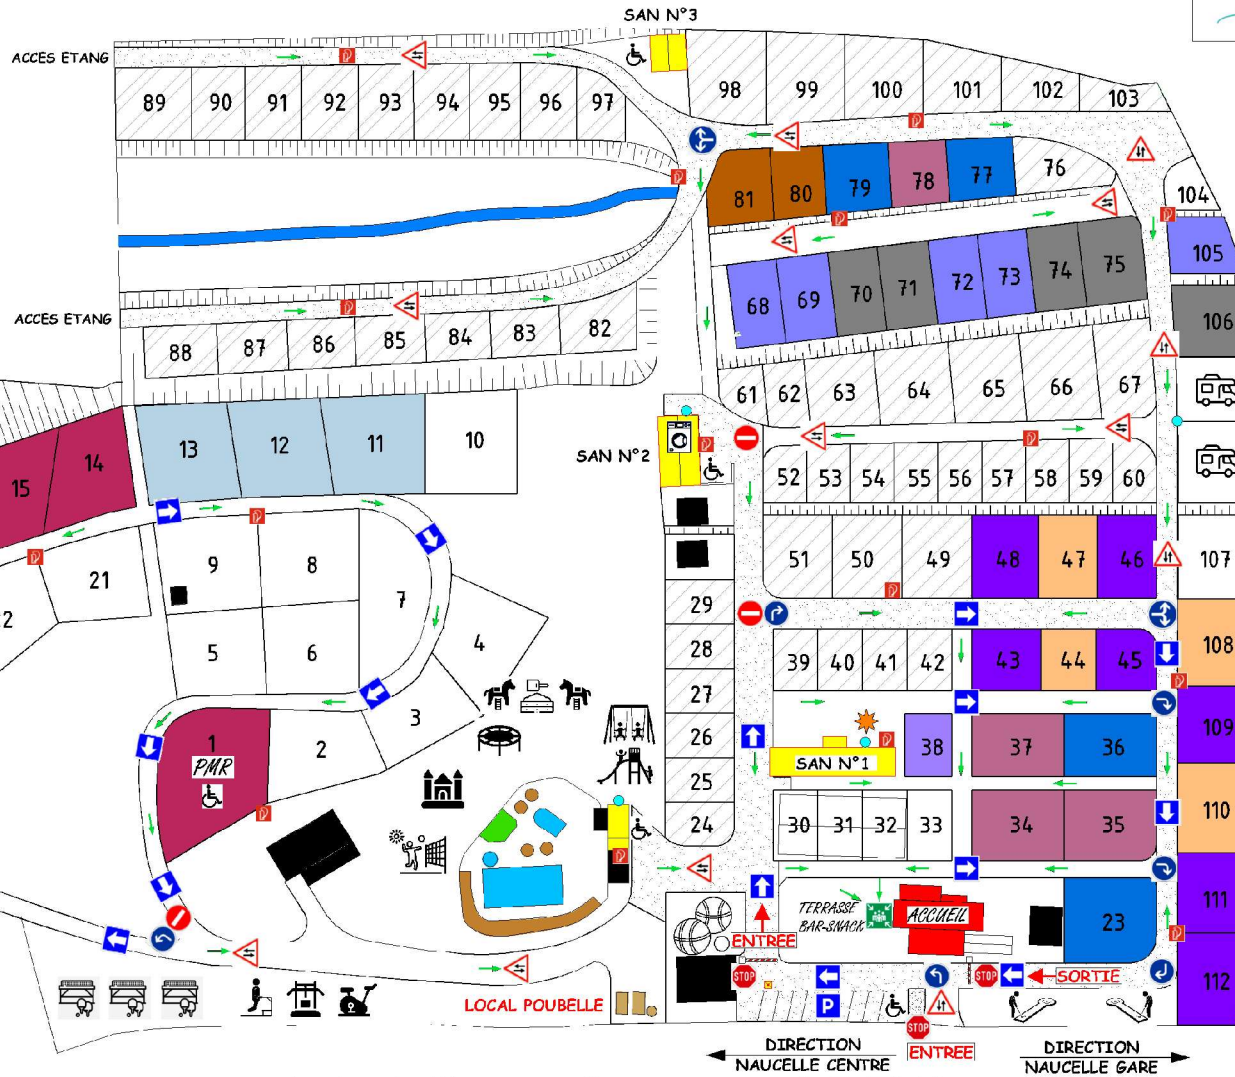 SAN N°3
ACCES ETANG
89 90 91 92 93 94 95 96 97
98 99 100 101 102 103
81 80 79 78 77 76
104
105
68 69 70 71 72 73 74 75
106
ACCES ETANG
88 87 86 85 84 83 82
61 62 63 64 65 66 67
15 14 13 12 11 10
SAN N°2
52 53 54 55 56 57 58 59 60
9 8 7
21
51 50 49 48 47 46
107
2
5 6 4
29
28
27
26
25
24
39 40 41 42 43 44 45
108
109
3
1
PMR
2
SAN N°1
38 37 36
110
30 31 32 33 34 35
111
TERRASSE
BAR-SNACK
ACCUEIL
23
ENTREE
STOP
STOP
SORTIE
112
P
LOCAL POUBELLE
STOP
ENTREE
DIRECTION
NAUCELLE CENTRE
DIRECTION
NAUCELLE GARE